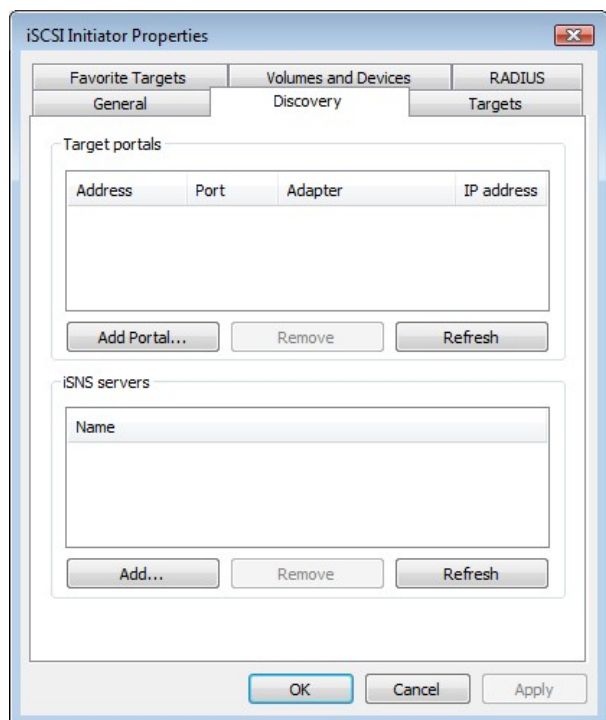 iSCSI Initiator Properties
Favorite Targets Volumes and Devices RADIUS
General Discovery Targets
Target portals
Address Port Adapter IP address
Add Portal... Remove Refresh
iSNS servers
Name
Add... Remove Refresh
OK Cancel Apply